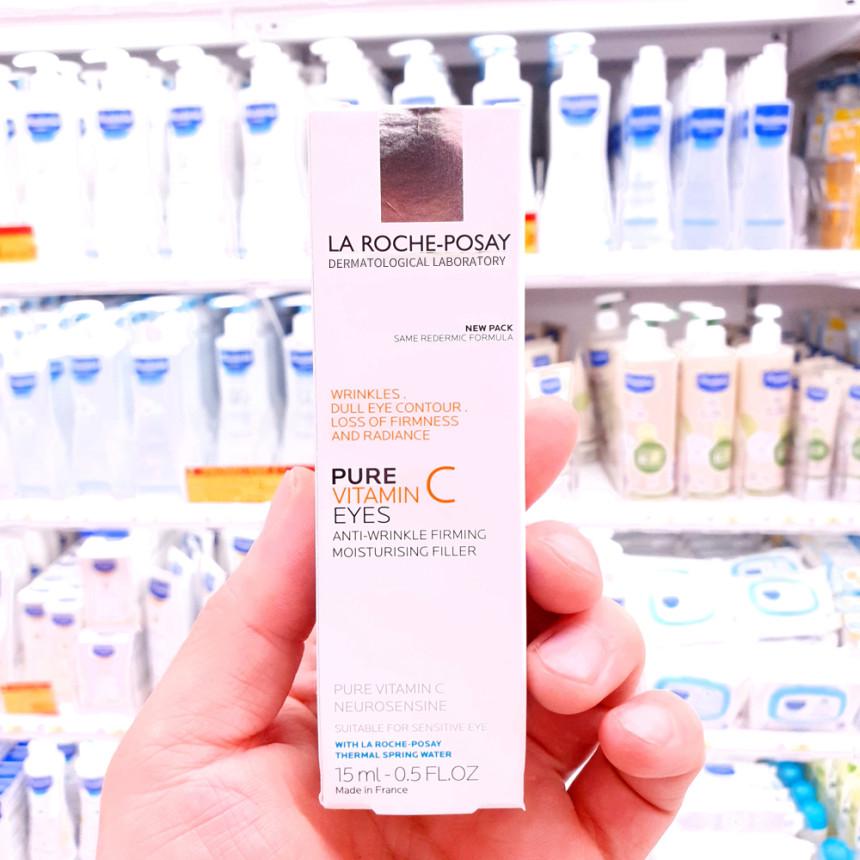 LA ROCHE-POSAY
DERMATOLOGICAL LABORATORY
NEW PACK
SAME REDERMIC FORMULA
WRINKLES .
DULL EYE CONTOUR .
LOSS OF FIRMNESS
AND RADIANCE
PURE
VITAMIN C
EYES
ANTI-WRINKLE FIRMING
MOISTURISING FILLER
PURE VITAMIN C
NEUROSENSINE
SUITABLE FOR SENSITIVE EYE
WITH LA ROCHE-POSAY
THERMAL SPRING WATER
15 ml - 0.5 FL.OZ
Made in France